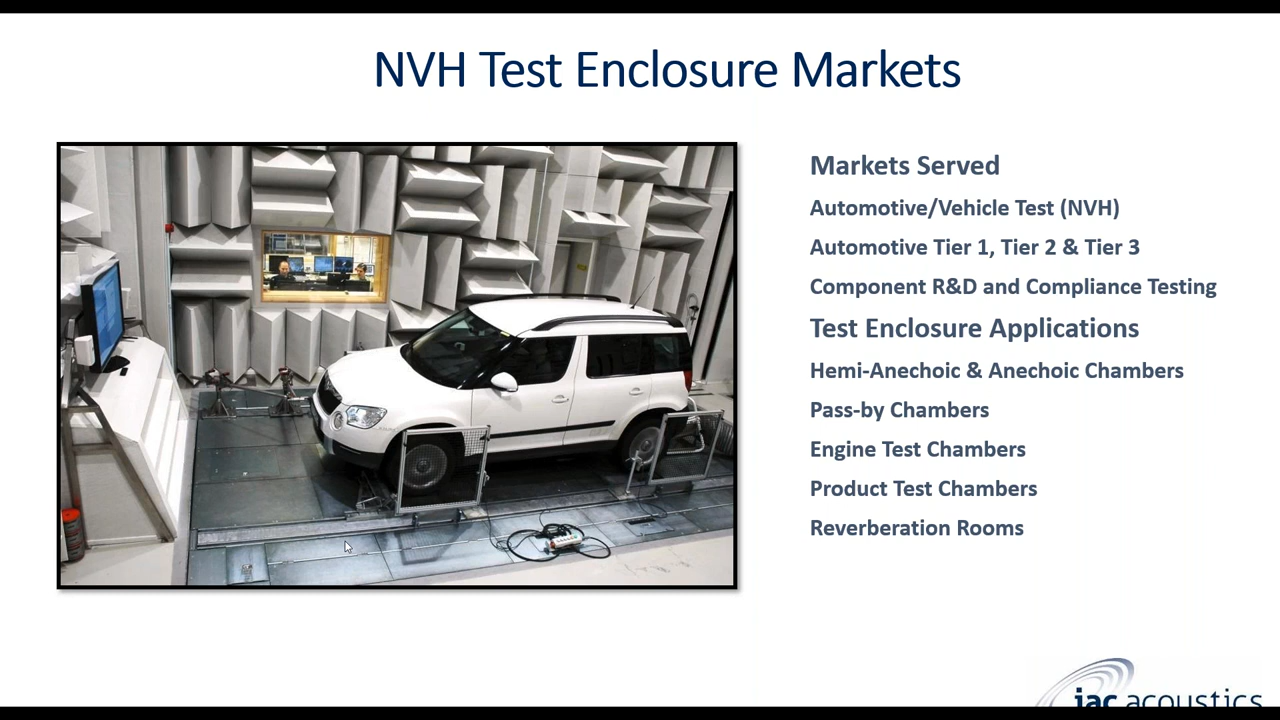 NVH Test Enclosure Markets
Markets Served
Automotive/Vehicle Test (NVH)
Automotive Tier 1, Tier 2 & Tier 3
Component R&D and Compliance Testing
Test Enclosure Applications
Hemi-Anechoic & Anechoic Chambers
Pass-by Chambers
Engine Test Chambers
Product Test Chambers
Reverberation Rooms
iac acoustics